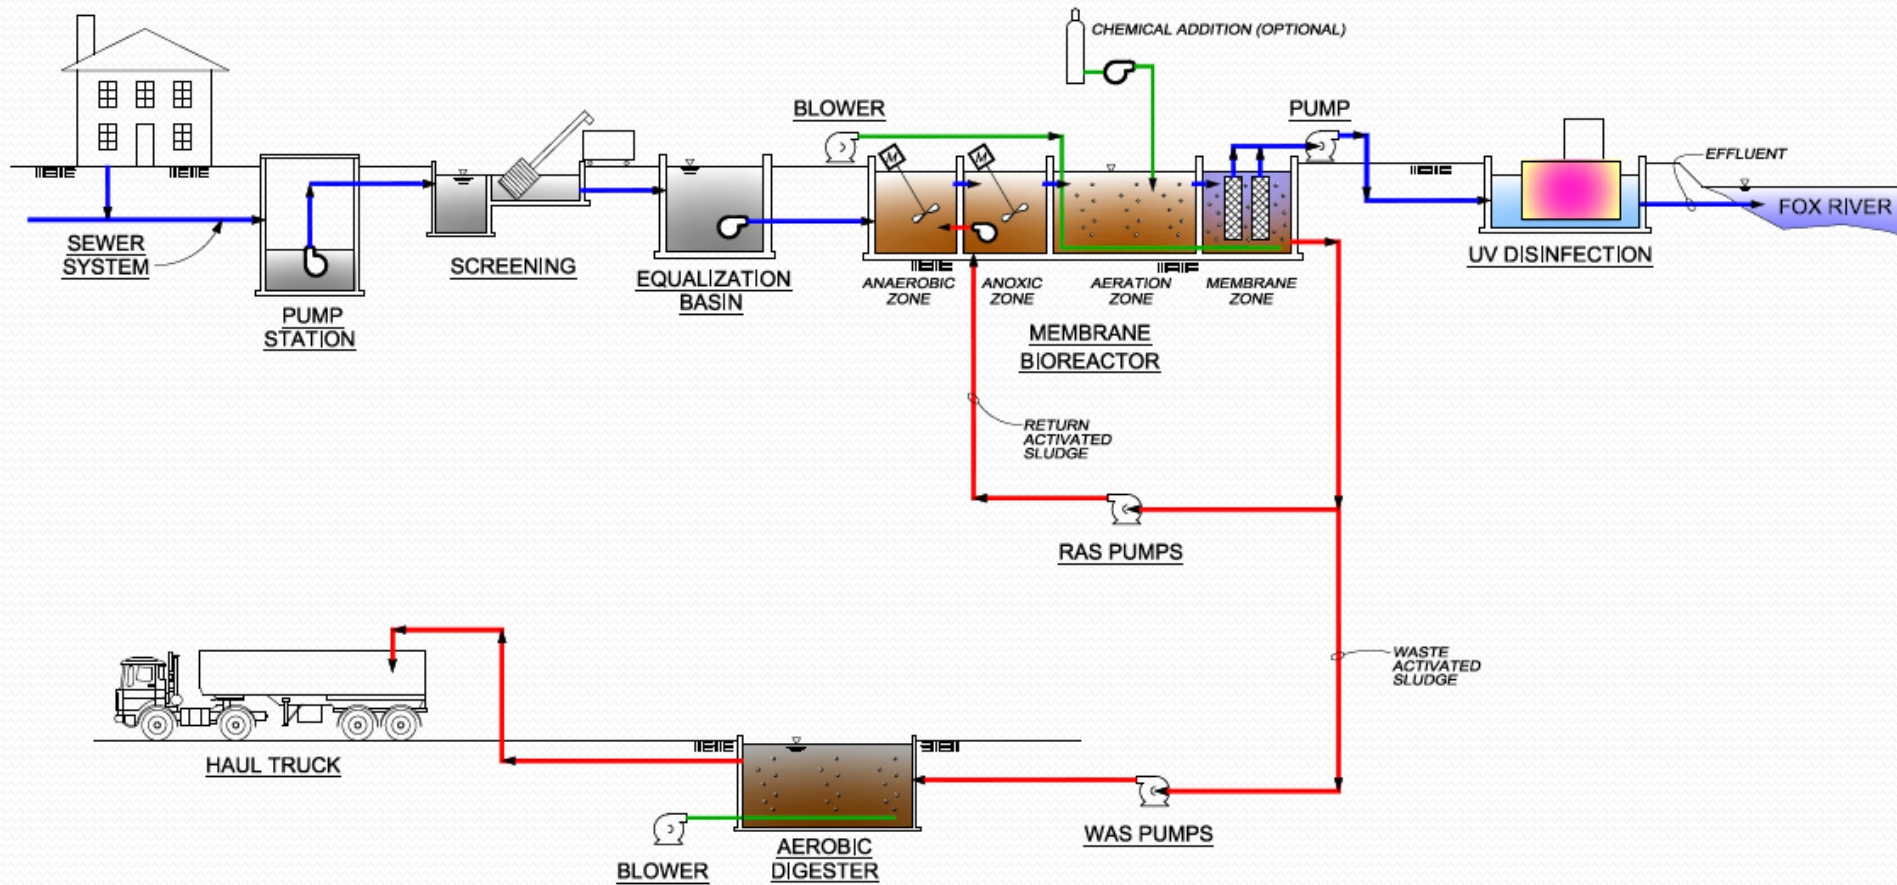 CHEMICAL ADDITION (OPTIONAL)
BLOWER
PUMP
EFFLUENT
FOX RIVER
SEWER
SYSTEM
PUMP
STATION
SCREENING
EQUALIZATION
BASIN
ANAEROBIC
ZONE
ANOXIC
ZONE
AERATION
ZONE
MEMBRANE
ZONE
MEMBRANE
BIOREACTOR
UV DISINFECTION
RETURN
ACTIVATED
SLUDGE
RAS PUMPS
WASTE
ACTIVATED
SLUDGE
HAUL TRUCK
BLOWER
AEROBIC
DIGESTER
WAS PUMPS